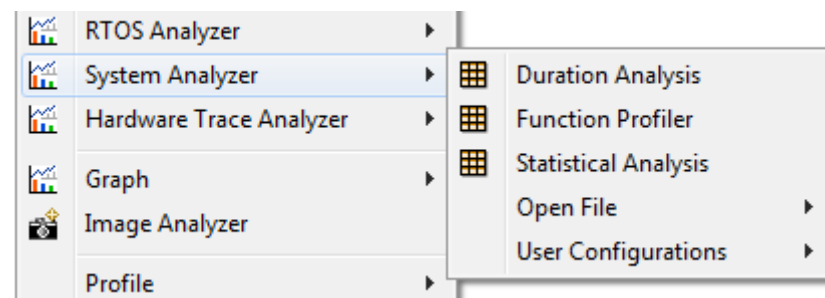 RTOS Analyzer
System Analyzer
Hardware Trace Analyzer
Graph
Image Analyzer
Profile
Duration Analysis
Function Profiler
Statistical Analysis
Open File
User Configurations